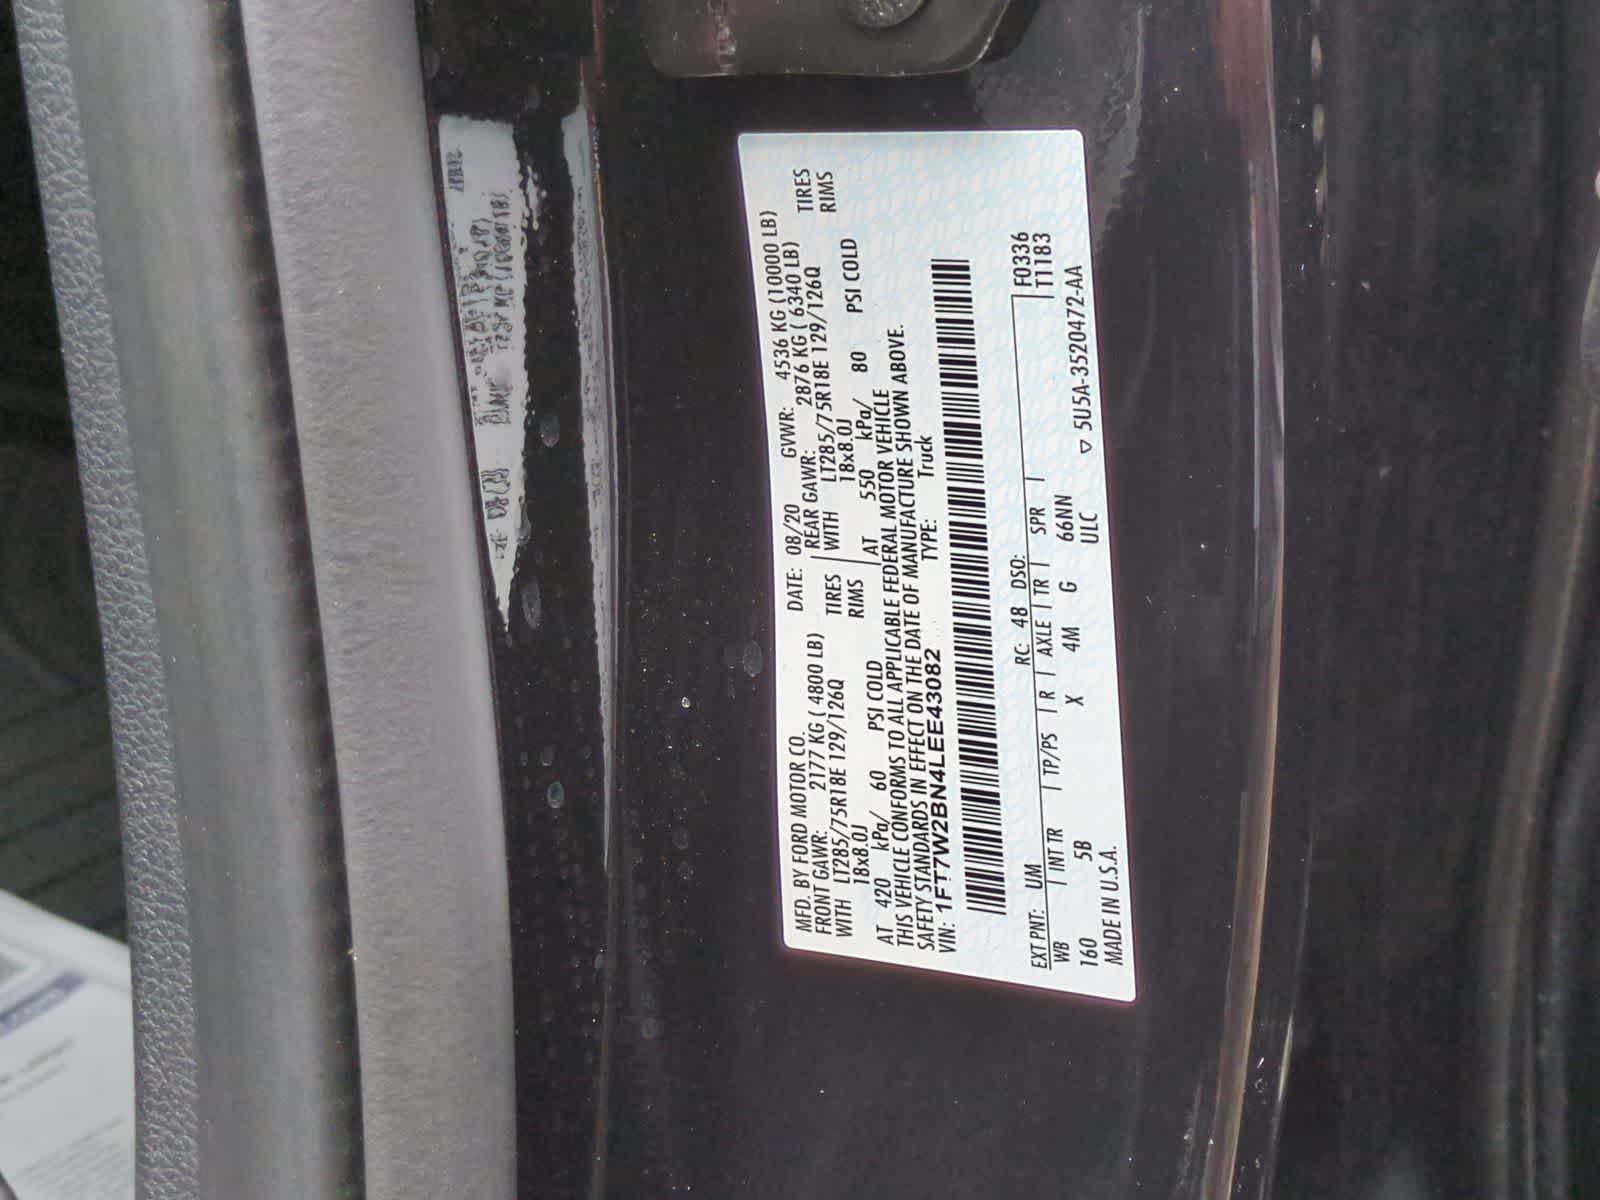 MFD. BY FORD MOTOR CO. DATE: 08/20 GVWR: 4536 KG (10000 LB)
FRONT GAWR: 2177 KG ( 4800 LB) REAR GAWR: 2876 KG ( 6340 LB)
WITH LT285/75R18E 129/126Q TIRES WITH LT285/75R18E 129/126Q TIRES
18x8.0J RIMS 18x8.0J RIMS
AT 420 kPa/ 60 PSI COLD AT 550 kPa/ 80 PSI COLD
THIS VEHICLE CONFORMS TO ALL APPLICABLE FEDERAL MOTOR VEHICLE
SAFETY STANDARDS IN EFFECT ON THE DATE OF MANUFACTURE SHOWN ABOVE.
VIN: 1FT7W2BN4LEE43082 TYPE: Truck
F0336
EXT PNT: UM RC: 48 DSO: T1183
WB INT TR TP/PS R AXLE TR SPR
160 5B X 4M G 66NN
MADE IN U.S.A. ULC ▽ 5U5A-3520472-AA